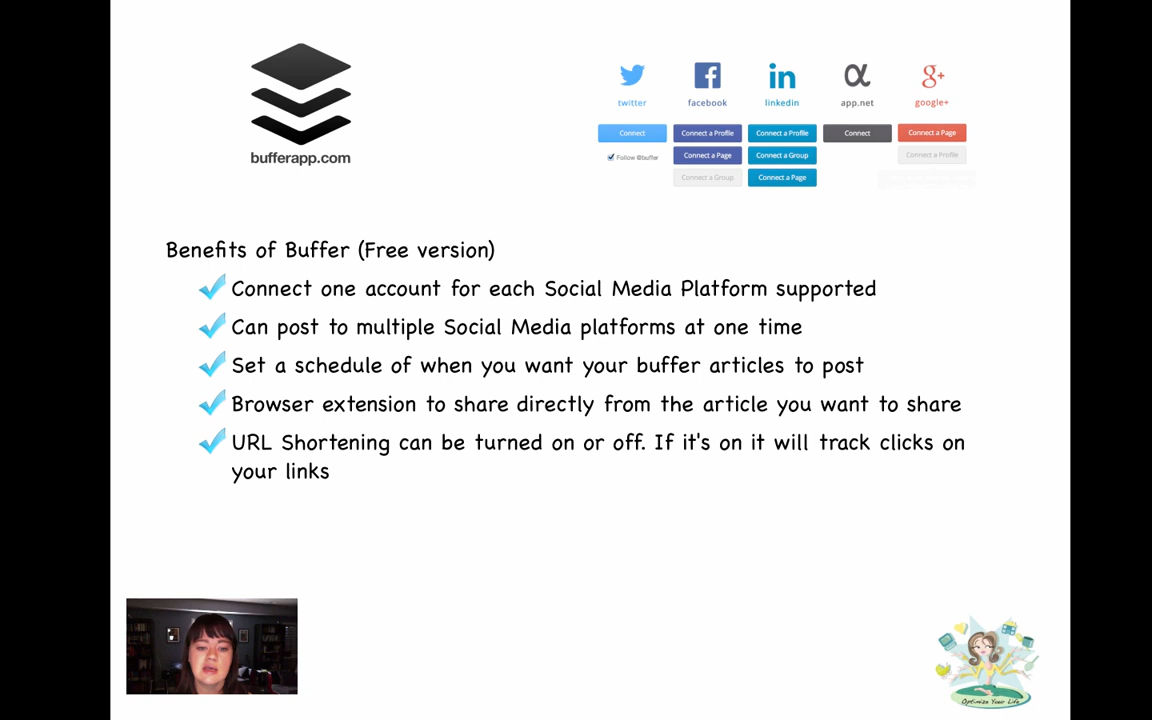 bufferapp.com
twitter facebook linkedin app.net google+
Connect Connect a Profile Connect a Profile Connect Connect a Page
Follow @buffer Connect a Page Connect a Group Connect a Profile
Connect a Group Connect a Page
Benefits of Buffer (Free version)
Connect one account for each Social Media Platform supported
Can post to multiple Social Media platforms at one time
Set a schedule of when you want your buffer articles to post
Browser extension to share directly from the article you want to share
URL Shortening can be turned on or off. If it's on it will track clicks on
your links
Optimize Your Life